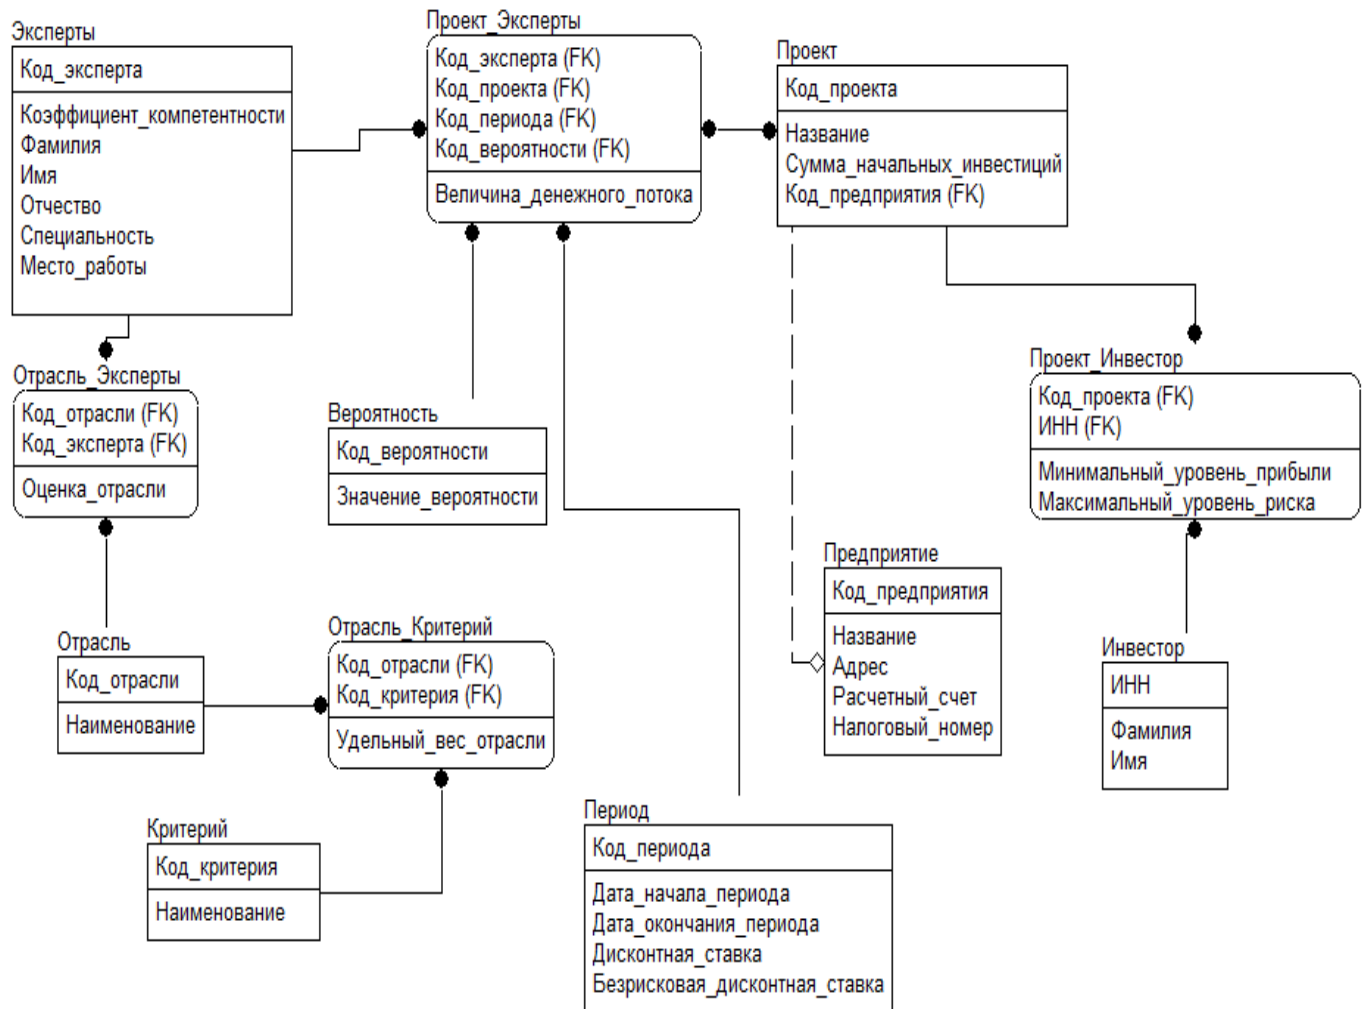 Эксперты
Код_эксперта
Коэффициент_компетентности
Фамилия
Имя
Отчество
Специальность
Место_работы
Проект_Эксперты
Код_эксперта (FK)
Код_проекта (FK)
Код_периода (FK)
Код_вероятности (FK)
Величина_денежного_потока
Проект
Код_проекта
Название
Сумма_начальных_инвестиций
Код_предприятия (FK)
Отрасль_Эксперты
Код_отрасли (FK)
Код_эксперта (FK)
Оценка_отрасли
Вероятность
Код_вероятности
Значение_вероятности
Проект_Инвестор
Код_проекта (FK)
ИНН (FK)
Минимальный_уровень_прибыли
Максимальный_уровень_риска
Предприятие
Код_предприятия
Название
Адрес
Расчетный_счет
Налоговый_номер
Отрасль
Код_отрасли
Наименование
Отрасль_Критерий
Код_отрасли (FK)
Код_критерия (FK)
Удельный_вес_отрасли
Инвестор
ИНН
Фамилия
Имя
Критерий
Код_критерия
Наименование
Период
Код_периода
Дата_начала_периода
Дата_окончания_периода
Дисконтная_ставка
Безрисковая_дисконтная_ставка